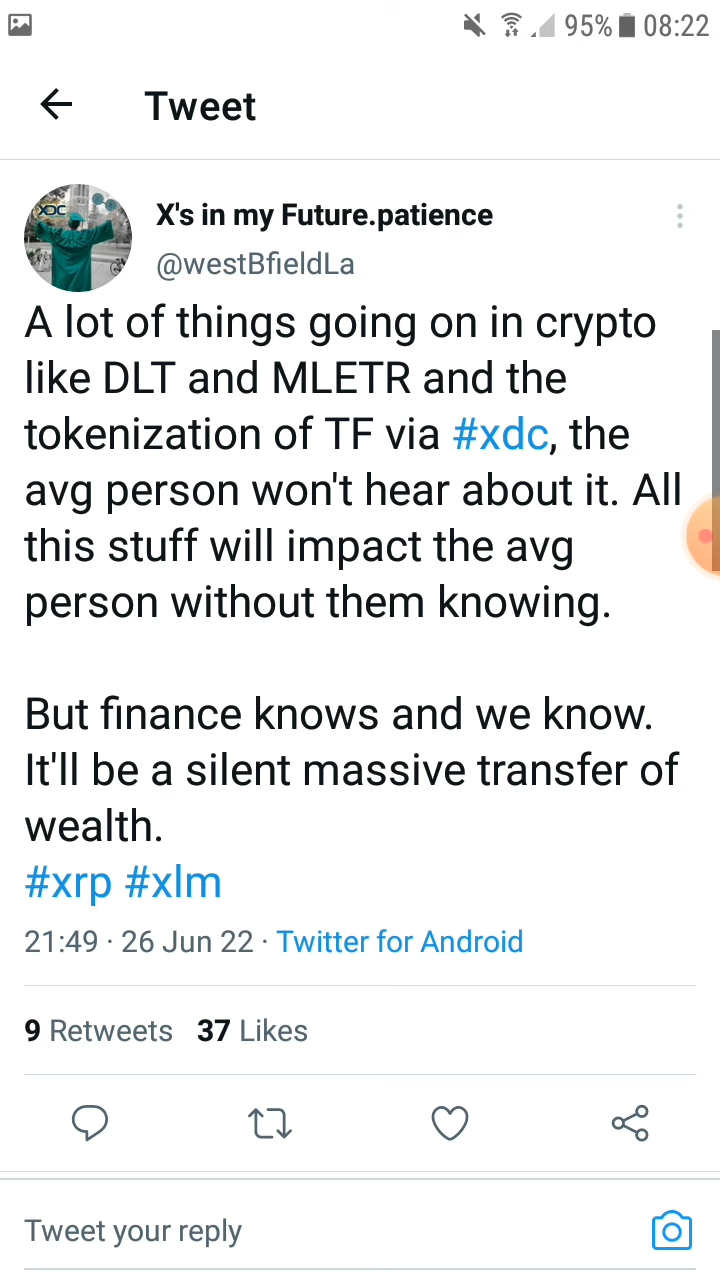 95% 08:22
Tweet
XDC
X's in my Future.patience
@westBfieldLa
A lot of things going on in crypto
like DLT and MLETR and the
tokenization of TF via #xdc, the
avg person won't hear about it. All
this stuff will impact the avg
person without them knowing.
But finance knows and we know.
It'll be a silent massive transfer of
wealth.
#xrp #xlm
21:49 · 26 Jun 22 · Twitter for Android
9 Retweets 37 Likes
Tweet your reply